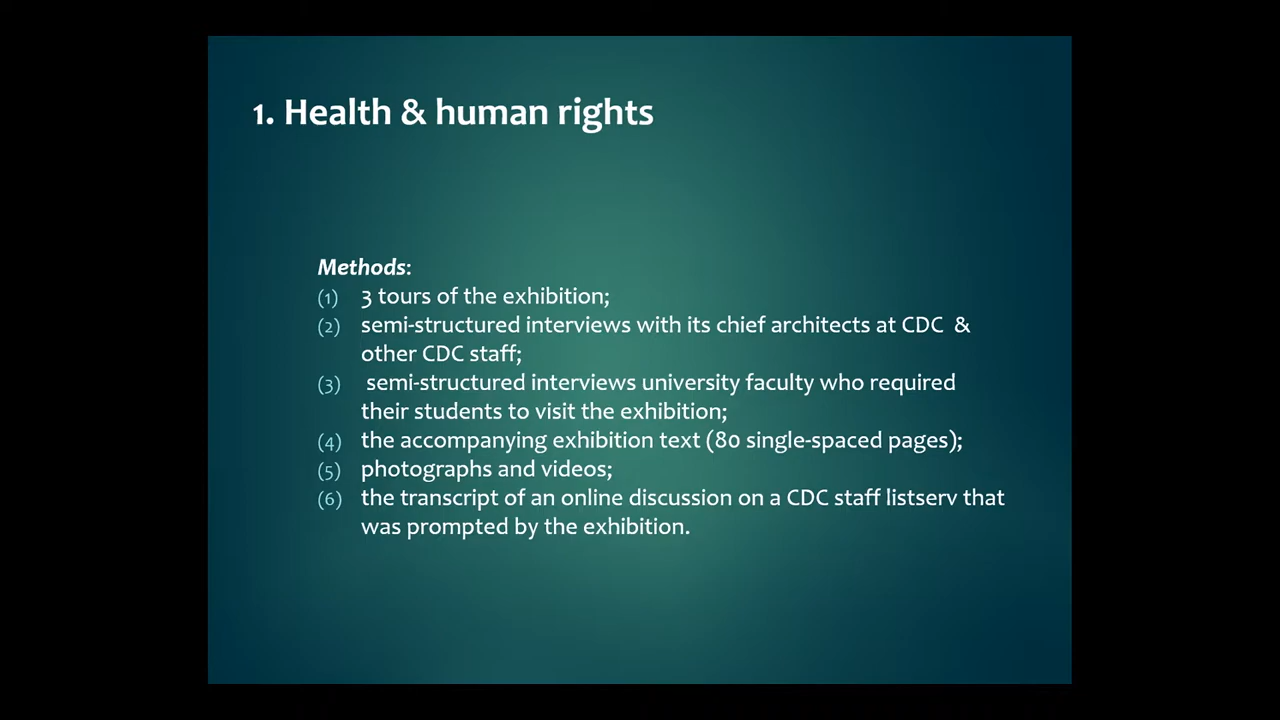 1. Health & human rights
Methods:
(1) 3 tours of the exhibition;
(2) semi-structured interviews with its chief architects at CDC  &
other CDC staff;
(3)  semi-structured interviews university faculty who required
their students to visit the exhibition;
(4) the accompanying exhibition text (80 single-spaced pages);
(5) photographs and videos;
(6) the transcript of an online discussion on a CDC staff listserv that
was prompted by the exhibition.